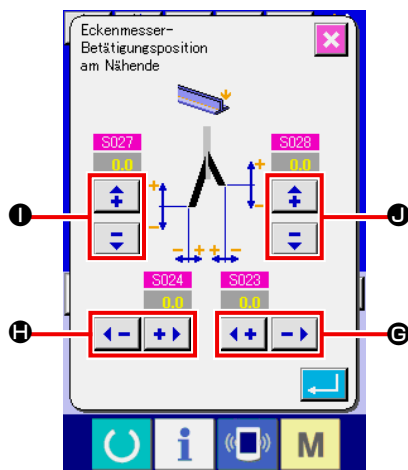 Eckenmesser-
Betätigungsposition
am Nähende
S027
S028
0.0
0.0
I
J
S024
S023
0.0
0.0
H
G
i
M